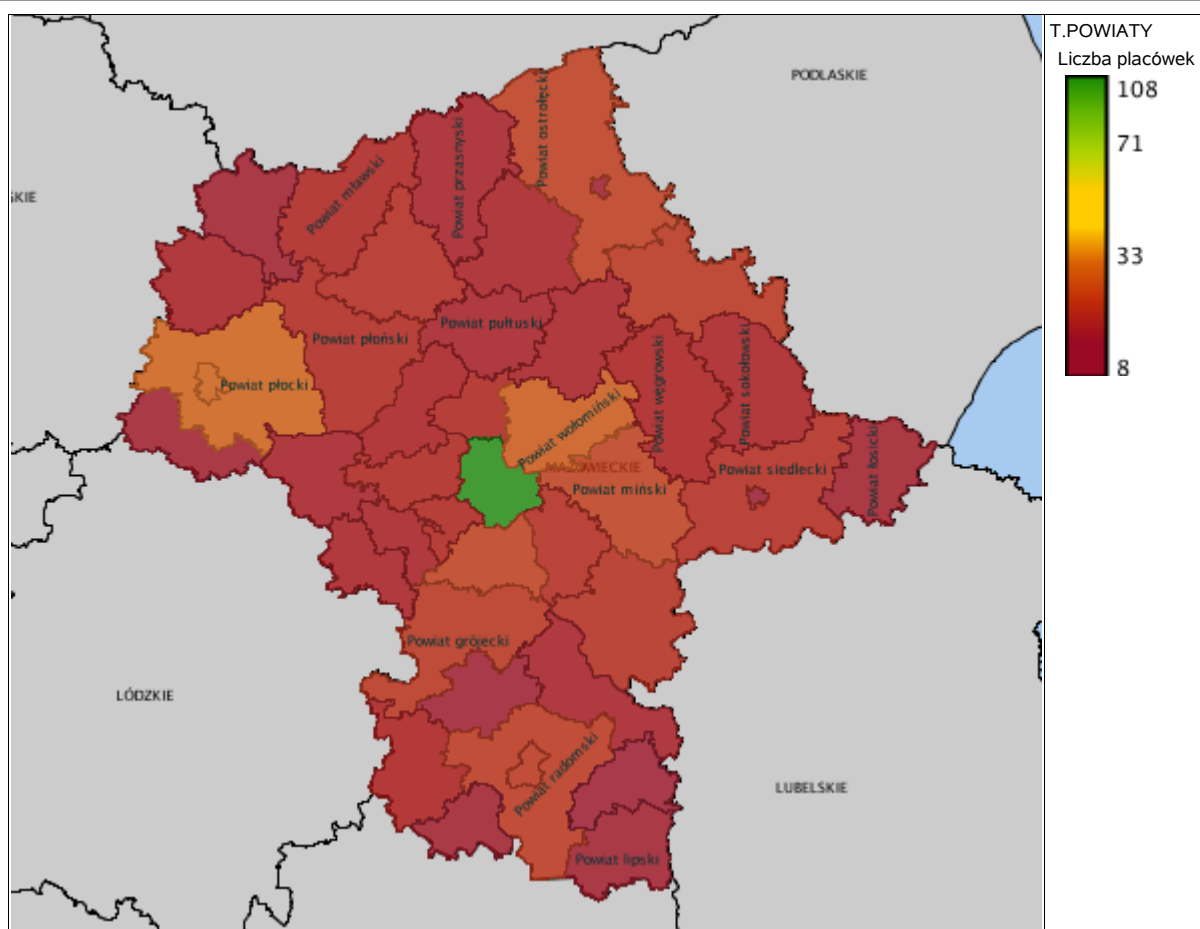 T.POWIATY
Liczba placówek
108
71
33
8
PODLASKIE
SKIE
Powiat ostrołęcki
Powiat przasnyski
Powiat mławski
Powiat pułtuski
Powiat płoński
Powiat płocki
Powiat węgrowski
Powiat sokołowski
Powiat wołomiński
MAZOWIECKIE
Powiat siedlecki
Powiat łosicki
Powiat miński
Powiat grójecki
LÓDZKIE
Powiat radomski
LUBELSKIE
Powiat lipski